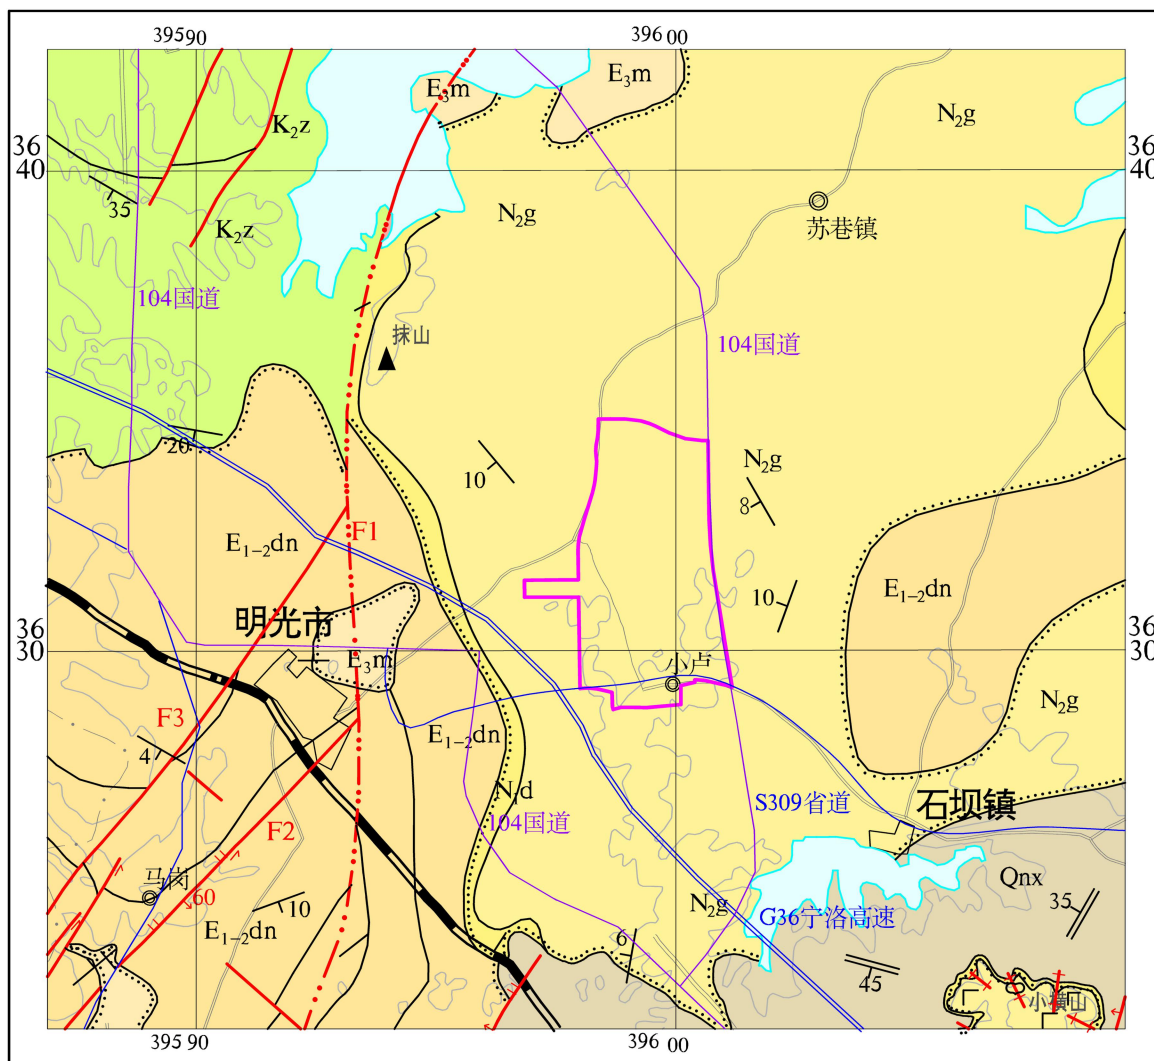 39590
39600
E₃m
E₃m
K₂z
N₂g
36
40
36
40
35
N₂g
苏巷镇
K₂z
104国道
抹山
104国道
20
10
N₂g
8
F1
E₁₋₂dn
E₁₋₂dn
10
明光市
36
30
36
30
E₃m
小卢
N₂g
F3
E₁₋₂dn
4
N₁d
S309省道
石坝镇
F2
104国道
马岗
60
Qnx
10
N₂g
G36宁洛高速
35
E₁₋₂dn
6
45
小横山
39590
39600